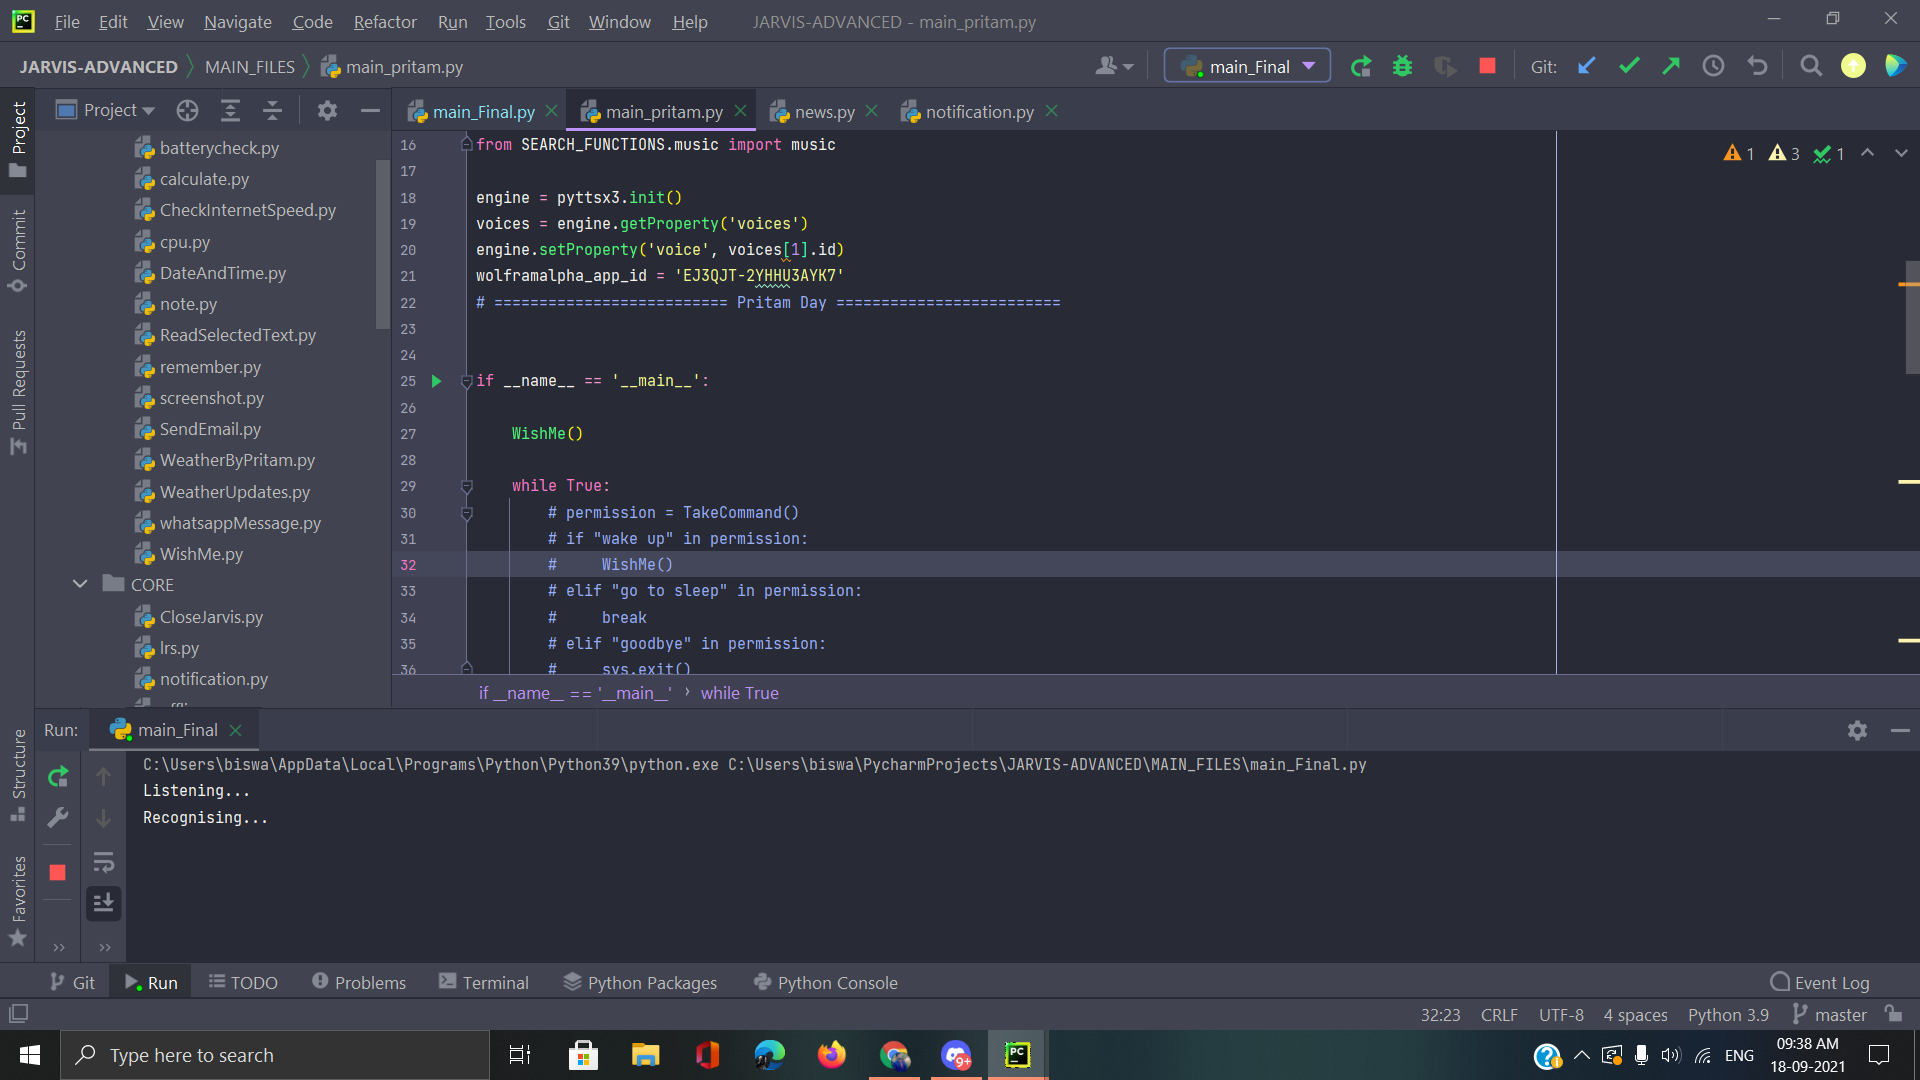 File Edit View Navigate Code Refactor Run Tools Git Window Help JARVIS-ADVANCED - main_pritam.py
JARVIS-ADVANCED MAIN_FILES main_pritam.py main_Final Git:
Project
main_Final.py main_pritam.py news.py notification.py
Project
Commit
Pull Requests
Structure
Favorites
batterycheck.py
calculate.py
CheckInternetSpeed.py
cpu.py
DateAndTime.py
note.py
ReadSelectedText.py
remember.py
screenshot.py
SendEmail.py
WeatherByPritam.py
WeatherUpdates.py
whatsappMessage.py
WishMe.py
CORE
CloseJarvis.py
lrs.py
notification.py
1 3 1
16 from SEARCH_FUNCTIONS.music import music
17
18 engine = pyttsx3.init()
19 voices = engine.getProperty('voices')
20 engine.setProperty('voice', voices[1].id)
21 wolframalpha_app_id = 'EJ3QJT-2YHHU3AYK7'
22 # ========================== Pritam Day =========================
23
24
25 if __name__ == '__main__':
26
27 WishMe()
28
29 while True:
30 # permission = TakeCommand()
31 # if "wake up" in permission:
32 # WishMe()
33 # elif "go to sleep" in permission:
34 # break
35 # elif "goodbye" in permission:
36 # sys.exit()
if __name__ == '__main__' › while True
Run: main_Final
C:\Users\biswa\AppData\Local\Programs\Python\Python39\python.exe C:\Users\biswa\PycharmProjects\JARVIS-ADVANCED\MAIN_FILES\main_Final.py
Listening...
Recognising...
Git Run TODO Problems Terminal Python Packages Python Console Event Log
32:23 CRLF UTF-8 4 spaces Python 3.9 master
Type here to search
9+
PC
ENG
09:38 AM
18-09-2021